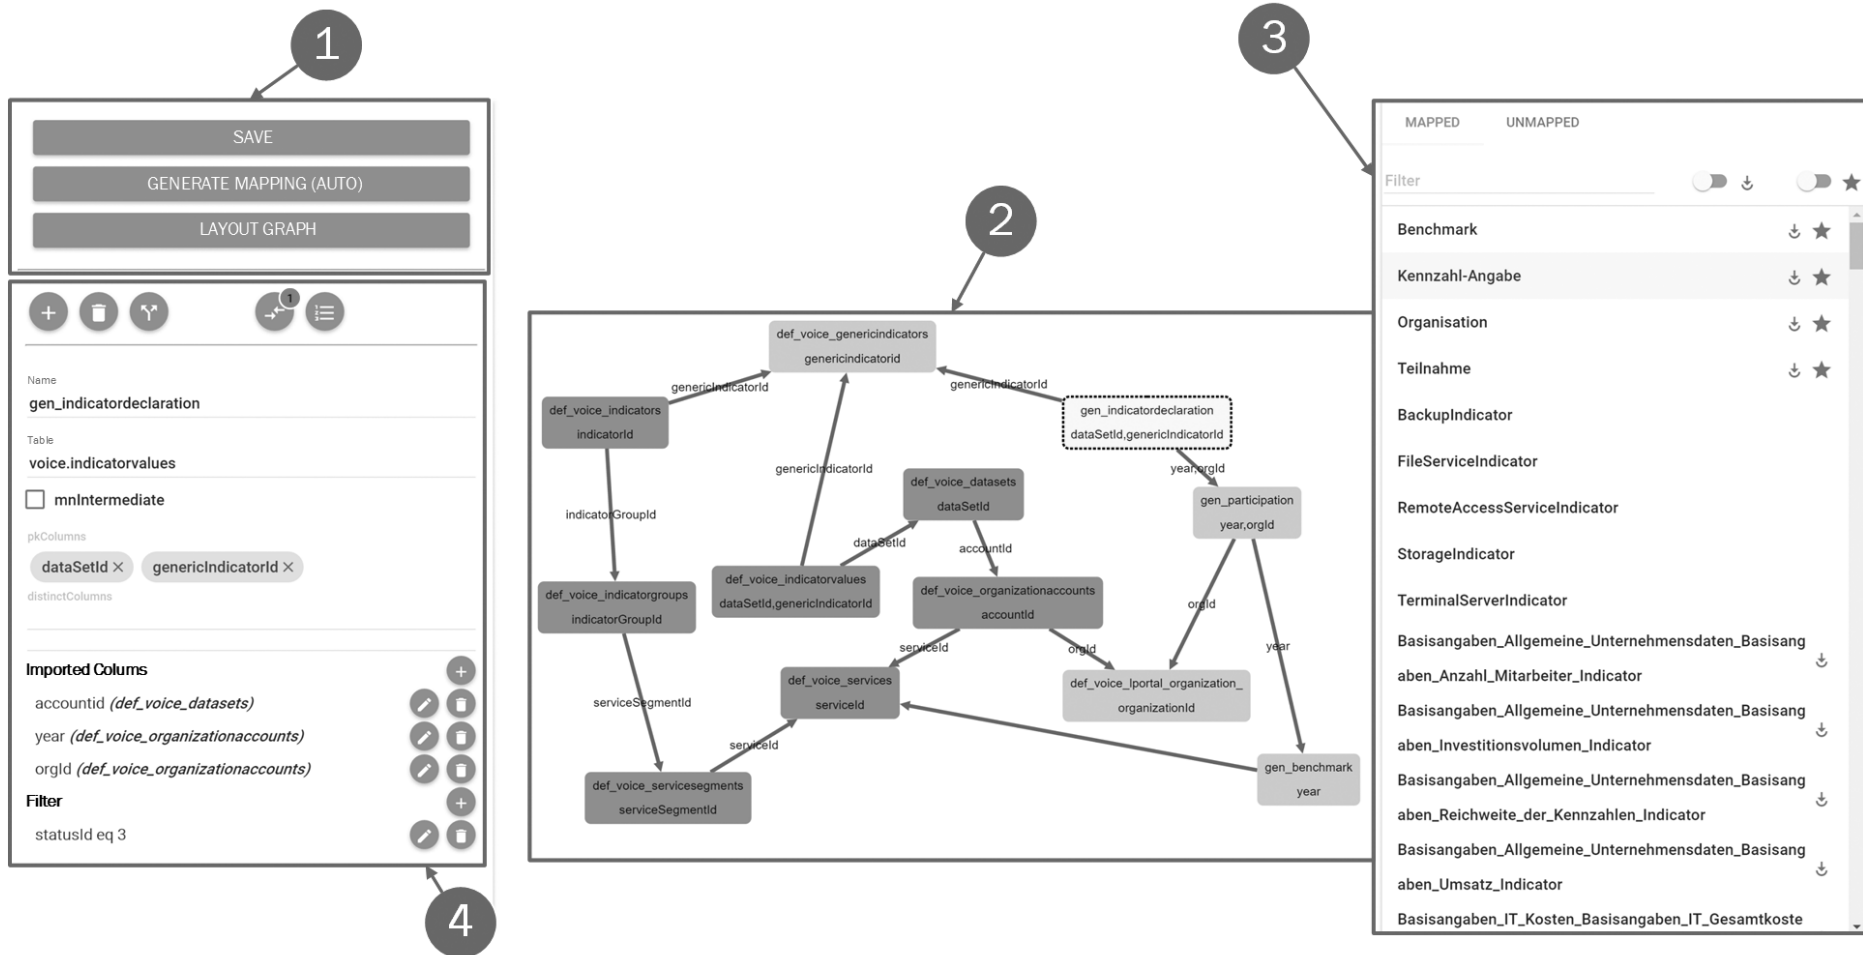 1
SAVE
GENERATE MAPPING (AUTO)
LAYOUT GRAPH
1
Name
gen_indicatordeclaration
Table
voice.indicatorvalues
mnIntermediate
pkColumns
dataSetId × genericIndicatorId ×
distinctColumns
Imported Colums
accountid (def_voice_datasets)
year (def_voice_organizationaccounts)
orgId (def_voice_organizationaccounts)
Filter
statusId eq 3
4
2
def_voice_genericindicators
genericindicatorid
genericIndicatorId
genericIndicatorId
def_voice_indicators
indicatorId
gen_indicatordeclaration
dataSetId,genericIndicatorId
genericIndicatorId
year,orgId
def_voice_datasets
dataSetId
gen_participation
year,orgId
indicatorGroupId
dataSetId
accountId
def_voice_indicatorvalues
dataSetId,genericIndicatorId
def_voice_indicatorgroups
indicatorGroupId
def_voice_organizationaccounts
accountId
orgId
serviceId
orgId
year
def_voice_services
serviceId
def_voice_lportal_organization_
organizationId
serviceSegmentId
serviceId
gen_benchmark
year
def_voice_servicesegments
serviceSegmentId
3
MAPPED UNMAPPED
Filter
Benchmark
Kennzahl-Angabe
Organisation
Teilnahme
BackupIndicator
FileServiceIndicator
RemoteAccessServiceIndicator
StorageIndicator
TerminalServerIndicator
Basisangaben_Allgemeine_Unternehmensdaten_Basisang
aben_Anzahl_Mitarbeiter_Indicator
Basisangaben_Allgemeine_Unternehmensdaten_Basisang
aben_Investitionsvolumen_Indicator
Basisangaben_Allgemeine_Unternehmensdaten_Basisang
aben_Reichweite_der_Kennzahlen_Indicator
Basisangaben_Allgemeine_Unternehmensdaten_Basisang
aben_Umsatz_Indicator
Basisangaben_IT_Kosten_Basisangaben_IT_Gesamtkoste